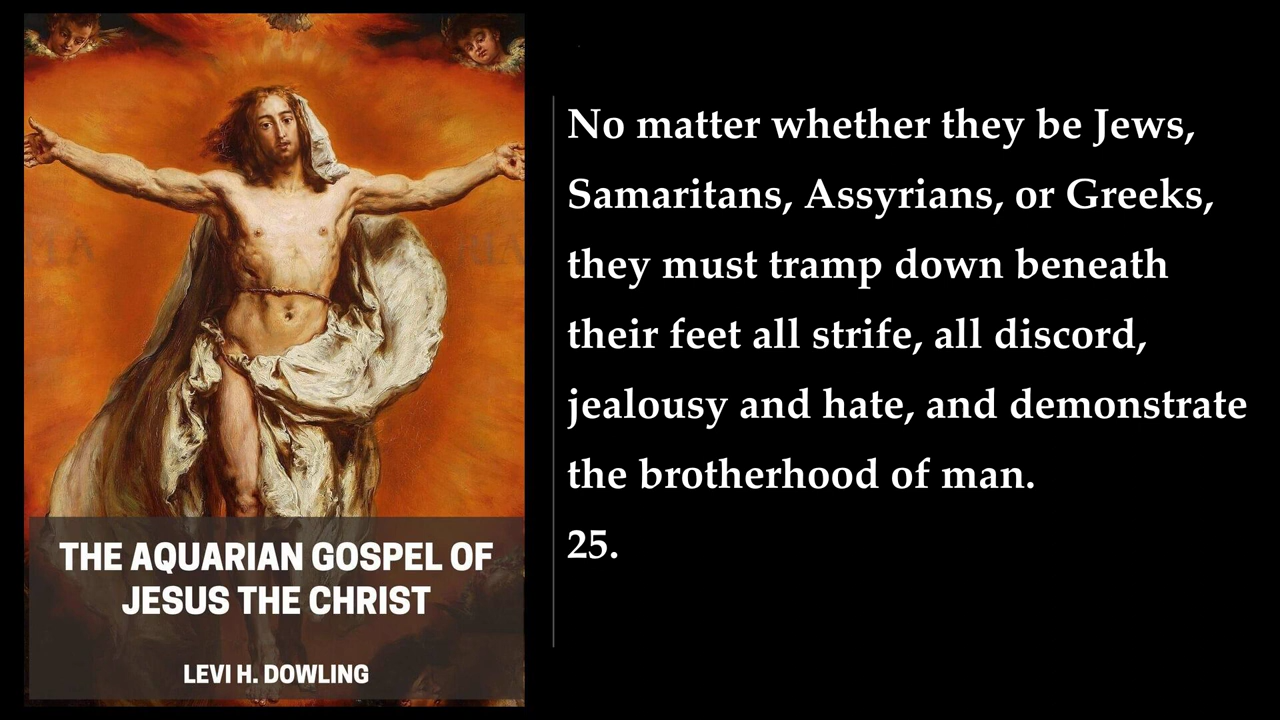 THE AQUARIAN GOSPEL OF
JESUS THE CHRIST
LEVI H. DOWLING
No matter whether they be Jews,
Samaritans, Assyrians, or Greeks,
they must tramp down beneath
their feet all strife, all discord,
jealousy and hate, and demonstrate
the brotherhood of man.
25.